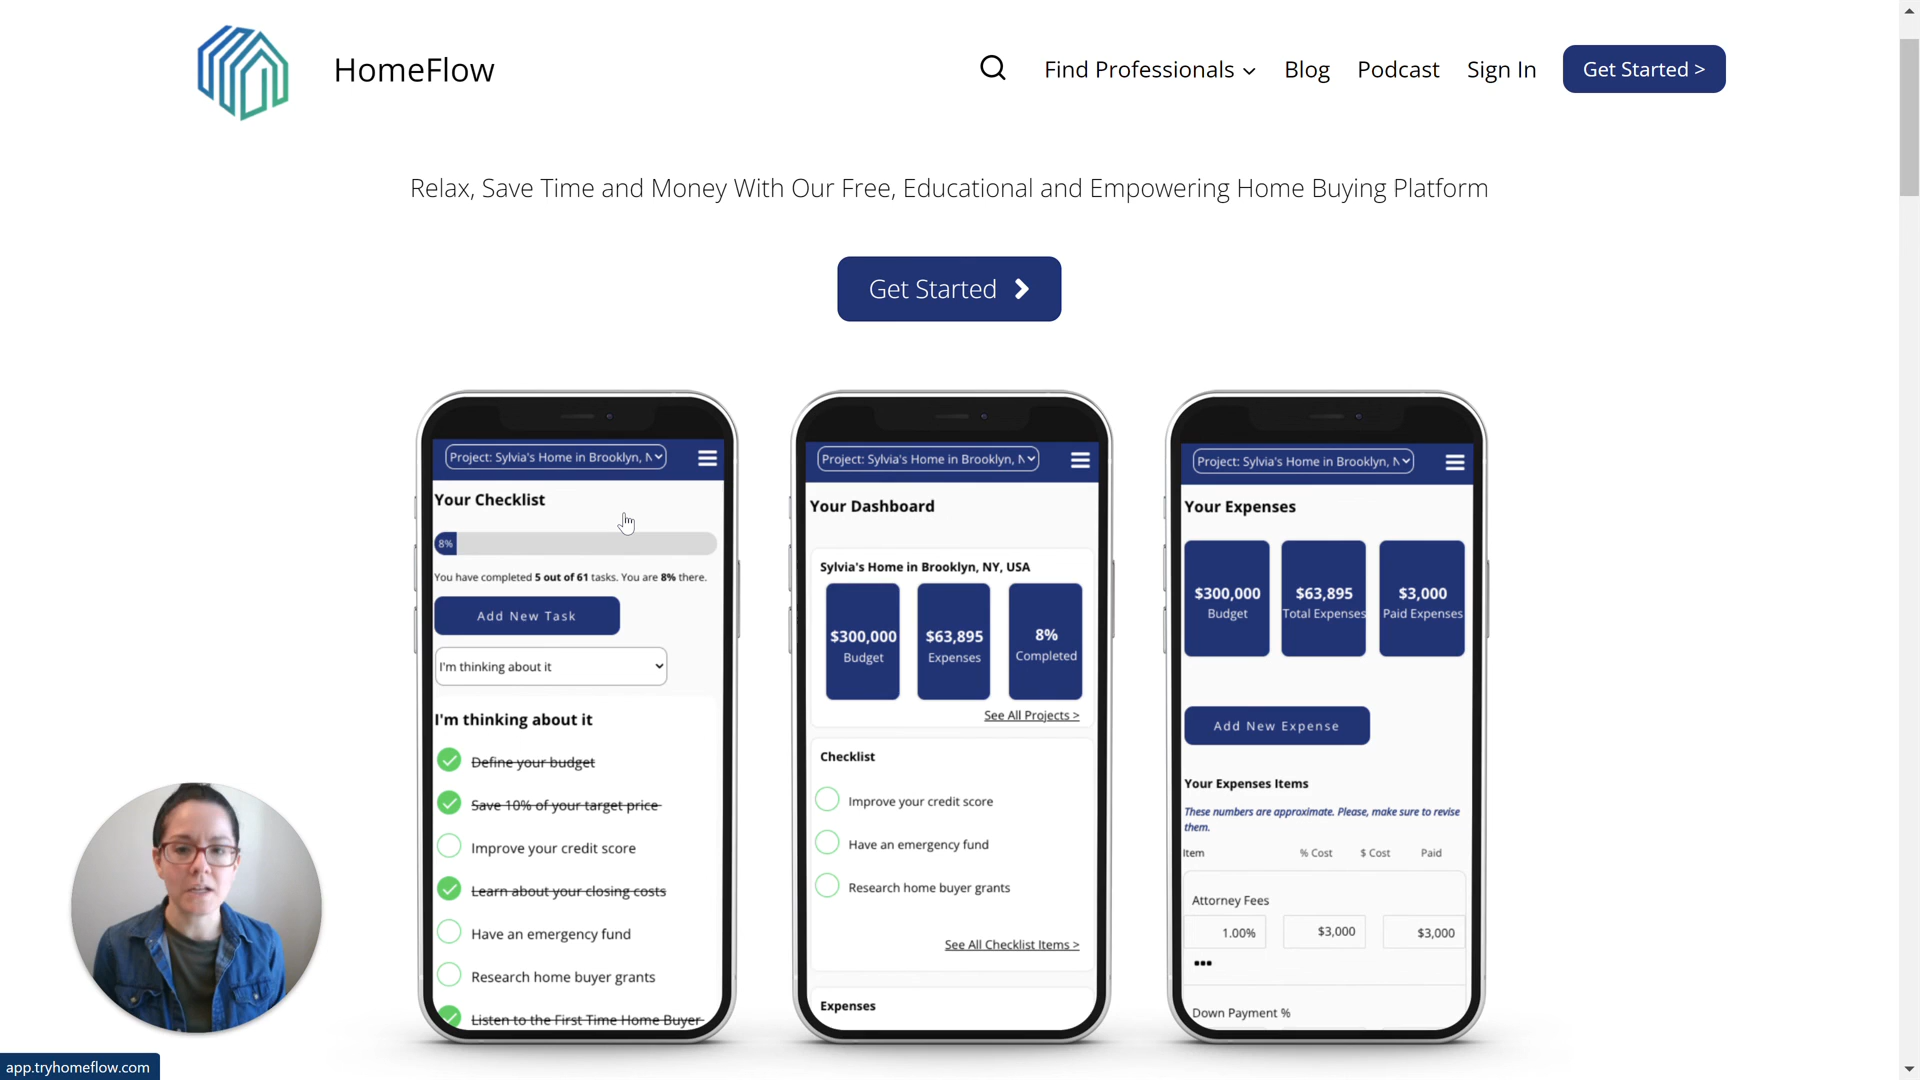 HomeFlow
Find Professionals
Blog
Podcast
Sign In
Get Started >
Relax, Save Time and Money With Our Free, Educational and Empowering Home Buying Platform
Get Started
Project: Sylvia's Home in Brooklyn, N
Your Checklist
8%
You have completed 5 out of 61 tasks. You are 8% there.
Add New Task
I'm thinking about it
I'm thinking about it
Define your budget
Save 10% of your target price
Improve your credit score
Learn about your closing costs
Have an emergency fund
Research home buyer grants
Listen to the First Time Home Buyer
Project: Sylvia's Home in Brooklyn, N
Your Dashboard
Sylvia's Home in Brooklyn, NY, USA
$300,000
Budget
$63,895
Expenses
8%
Completed
See All Projects >
Checklist
Improve your credit score
Have an emergency fund
Research home buyer grants
See All Checklist Items >
Expenses
Project: Sylvia's Home in Brooklyn, N
Your Expenses
$300,000
Budget
$63,895
Total Expenses
$3,000
Paid Expenses
Add New Expense
Your Expenses Items
These numbers are approximate. Please, make sure to revise
them.
Item % Cost $ Cost Paid
Attorney Fees
1.00% $3,000 $3,000
Down Payment %
app.tryhomeflow.com